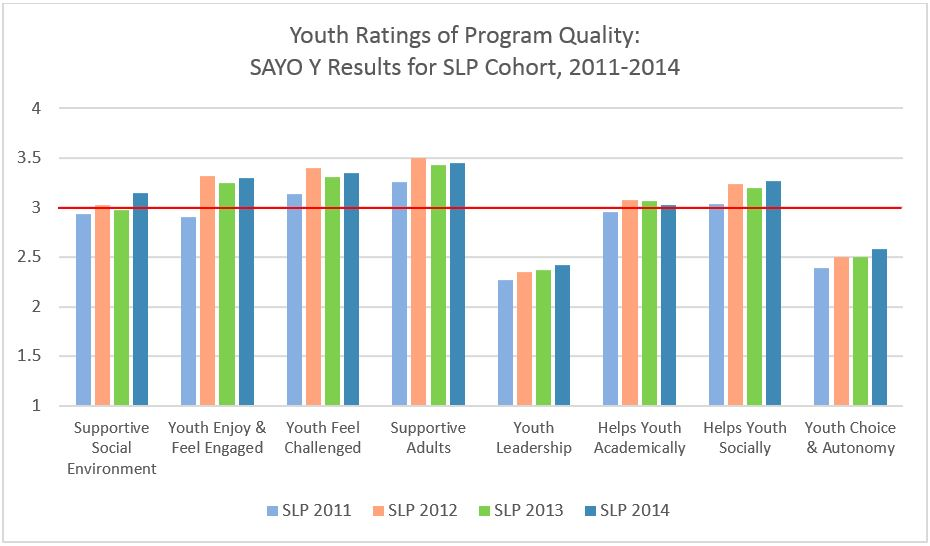 Youth Ratings of Program Quality:
SAYO Y Results for SLP Cohort, 2011-2014
4
3.5
3
2.5
2
1.5
1
Supportive
Social
Environment
Youth Enjoy &
Feel Engaged
Youth Feel
Challenged
Supportive
Adults
Youth
Leadership
Helps Youth
Academically
Helps Youth
Socially
Youth Choice
& Autonomy
SLP 2011
SLP 2012
SLP 2013
SLP 2014